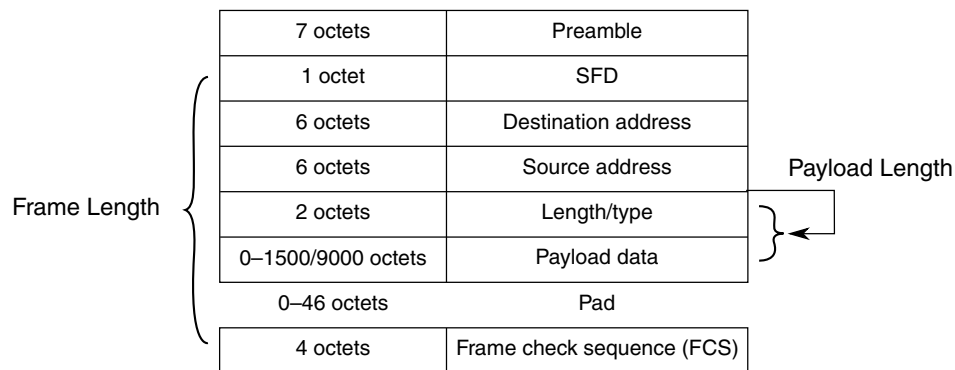 7 octets Preamble
1 octet SFD
6 octets Destination address
6 octets Source address
Payload Length
Frame Length
2 octets Length/type
0–1500/9000 octets Payload data
0–46 octets Pad
4 octets Frame check sequence (FCS)